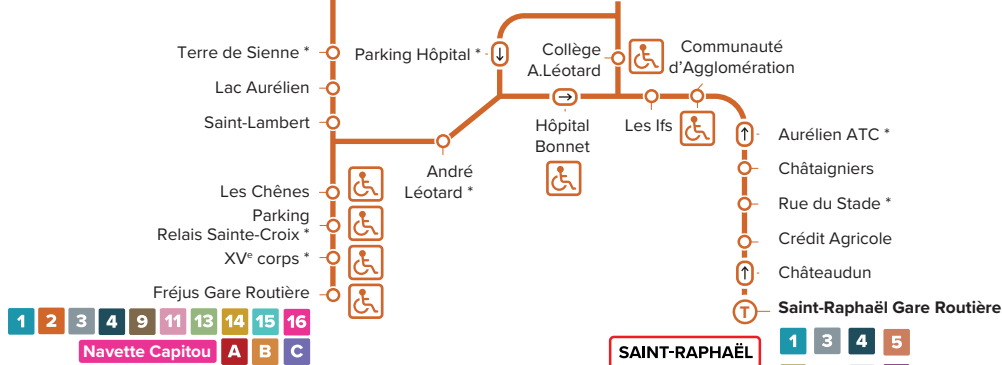 Terre de Sienne *
Lac Aurélien
Saint-Lambert
Parking Hôpital *
Collège
A.Léotard
Communauté
d'Agglomération
Hôpital
Bonnet
Les Ifs
André
Léotard *
Aurélien ATC *
Châtaigniers
Rue du Stade *
Crédit Agricole
Châteaudun
T
Saint-Raphaël Gare Routière
1 3 4 5
SAINT-RAPHAËL
Les Chênes
Parking
Relais Sainte-Croix *
XVe corps *
Fréjus Gare Routière
1 2 3 4 9 11 13 14 15 16
Navette Capitou A B C